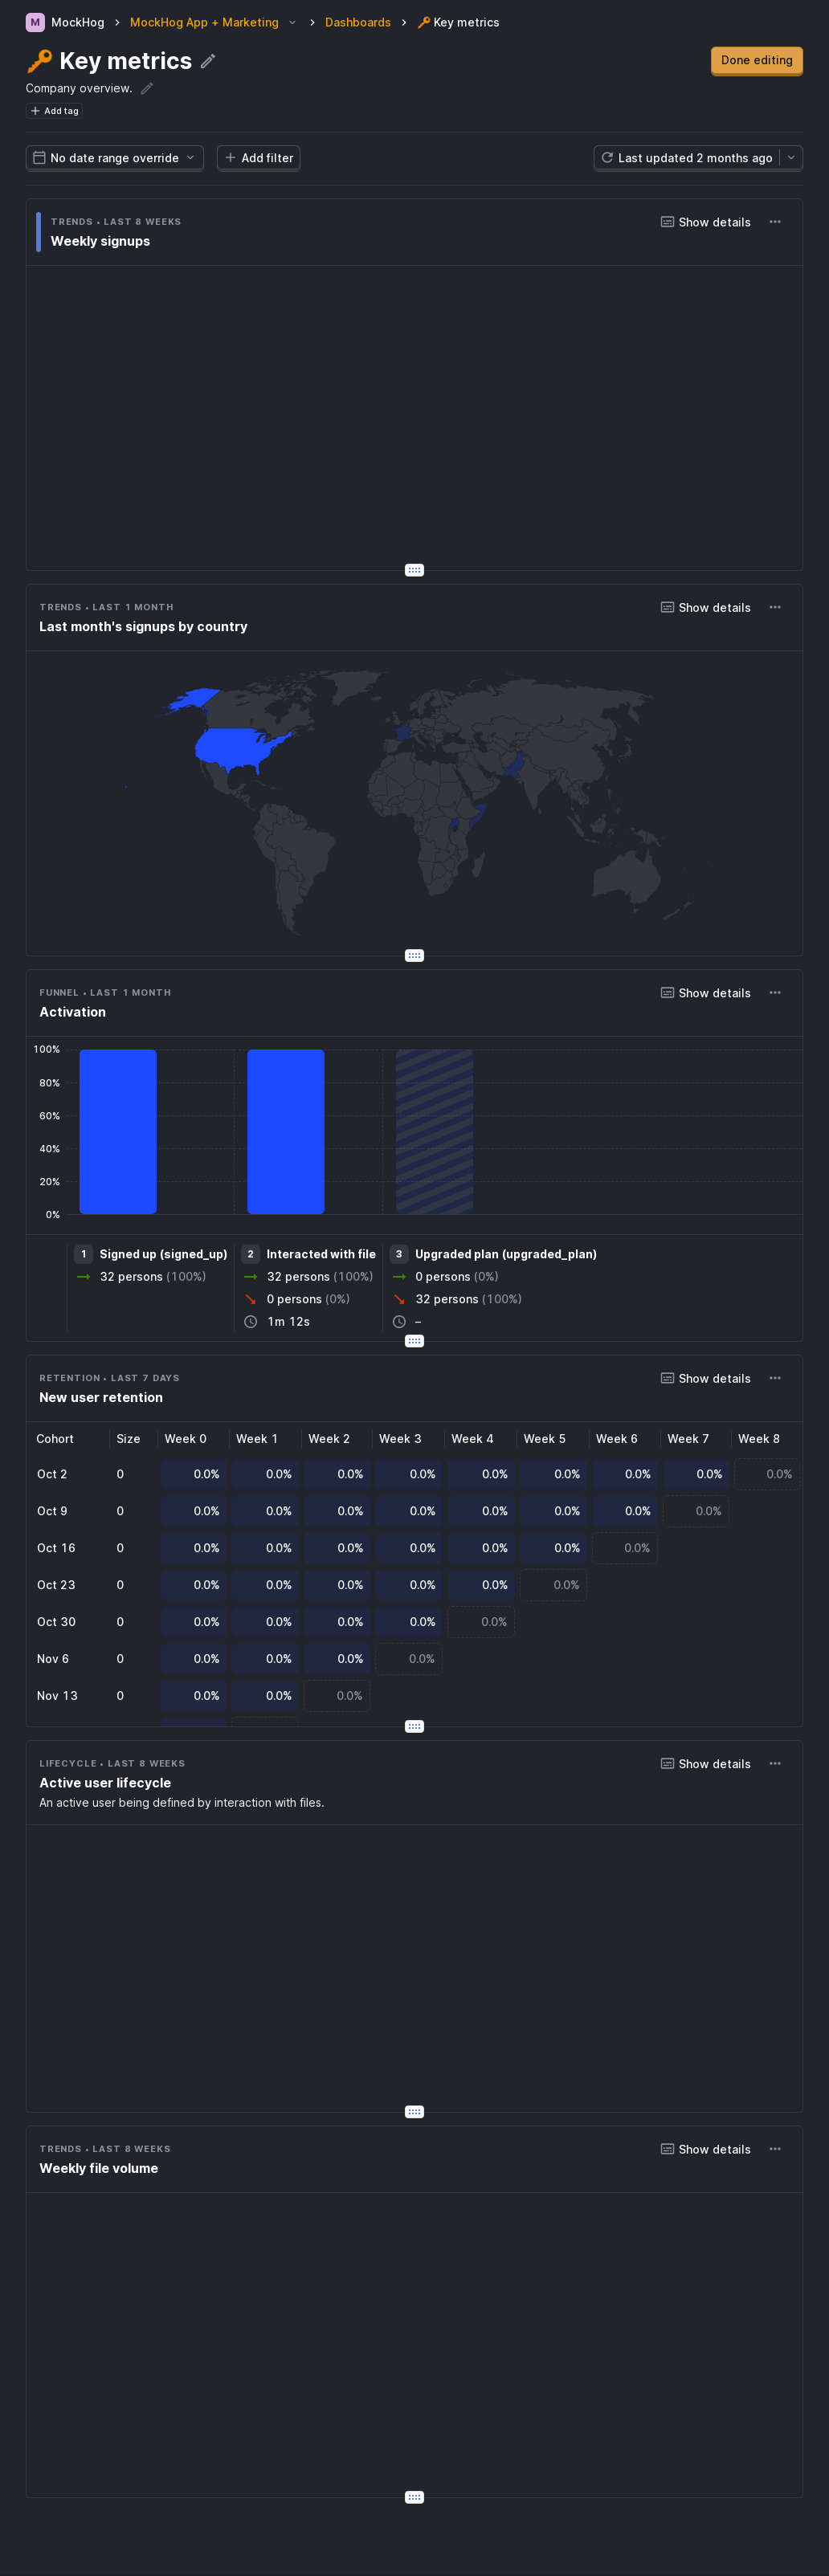 M MockHog > MockHog App + Marketing > Dashboards > 🔑 Key metrics
🔑 Key metrics
Done editing
Company overview.
+ Add tag
No date range override
+ Add filter
Last updated 2 months ago
TRENDS • LAST 8 WEEKS
Show details
Weekly signups
TRENDS • LAST 1 MONTH
Show details
Last month's signups by country
FUNNEL • LAST 1 MONTH
Show details
Activation
100%
80%
60%
40%
20%
0%
1 Signed up (signed_up) 2 Interacted with file 3 Upgraded plan (upgraded_plan)
32 persons (100%) 32 persons (100%) 0 persons (0%)
0 persons (0%) 32 persons (100%)
1m 12s –
RETENTION • LAST 7 DAYS
Show details
New user retention
Cohort Size Week 0 Week 1 Week 2 Week 3 Week 4 Week 5 Week 6 Week 7 Week 8
Oct 2 0 0.0% 0.0% 0.0% 0.0% 0.0% 0.0% 0.0% 0.0% 0.0%
Oct 9 0 0.0% 0.0% 0.0% 0.0% 0.0% 0.0% 0.0% 0.0%
Oct 16 0 0.0% 0.0% 0.0% 0.0% 0.0% 0.0% 0.0%
Oct 23 0 0.0% 0.0% 0.0% 0.0% 0.0% 0.0%
Oct 30 0 0.0% 0.0% 0.0% 0.0% 0.0%
Nov 6 0 0.0% 0.0% 0.0% 0.0%
Nov 13 0 0.0% 0.0% 0.0%
LIFECYCLE • LAST 8 WEEKS
Show details
Active user lifecycle
An active user being defined by interaction with files.
TRENDS • LAST 8 WEEKS
Show details
Weekly file volume